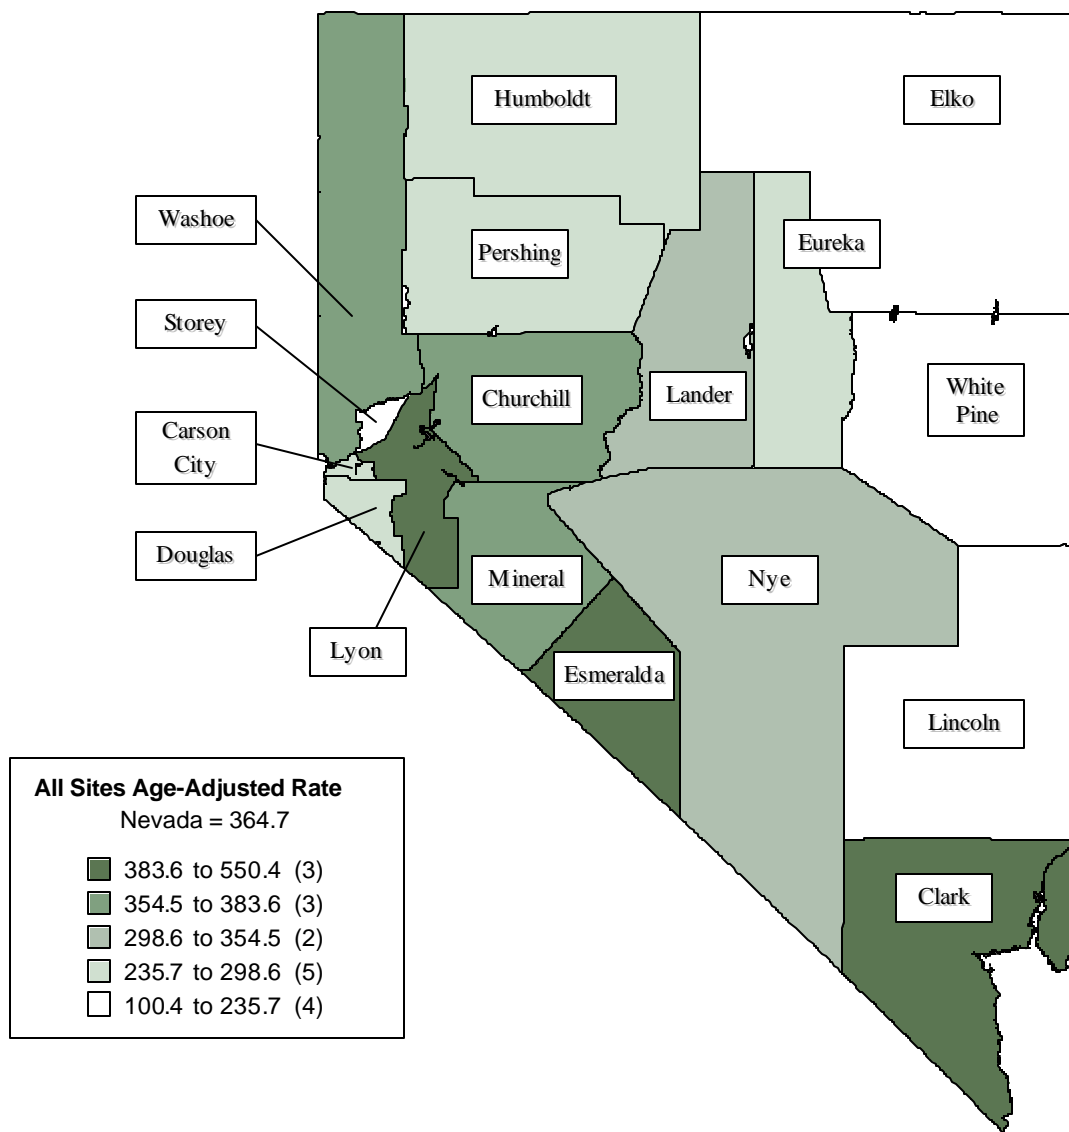 Humboldt
Elko
Washoe
Pershing
Eureka
Storey
Churchill
Lander
White
Pine
Carson
City
Douglas
Mineral
Nye
Lyon
Esmeralda
Lincoln
All Sites Age-Adjusted Rate
Nevada = 364.7
383.6 to 550.4 (3)
354.5 to 383.6 (3)
298.6 to 354.5 (2)
235.7 to 298.6 (5)
100.4 to 235.7 (4)
Clark